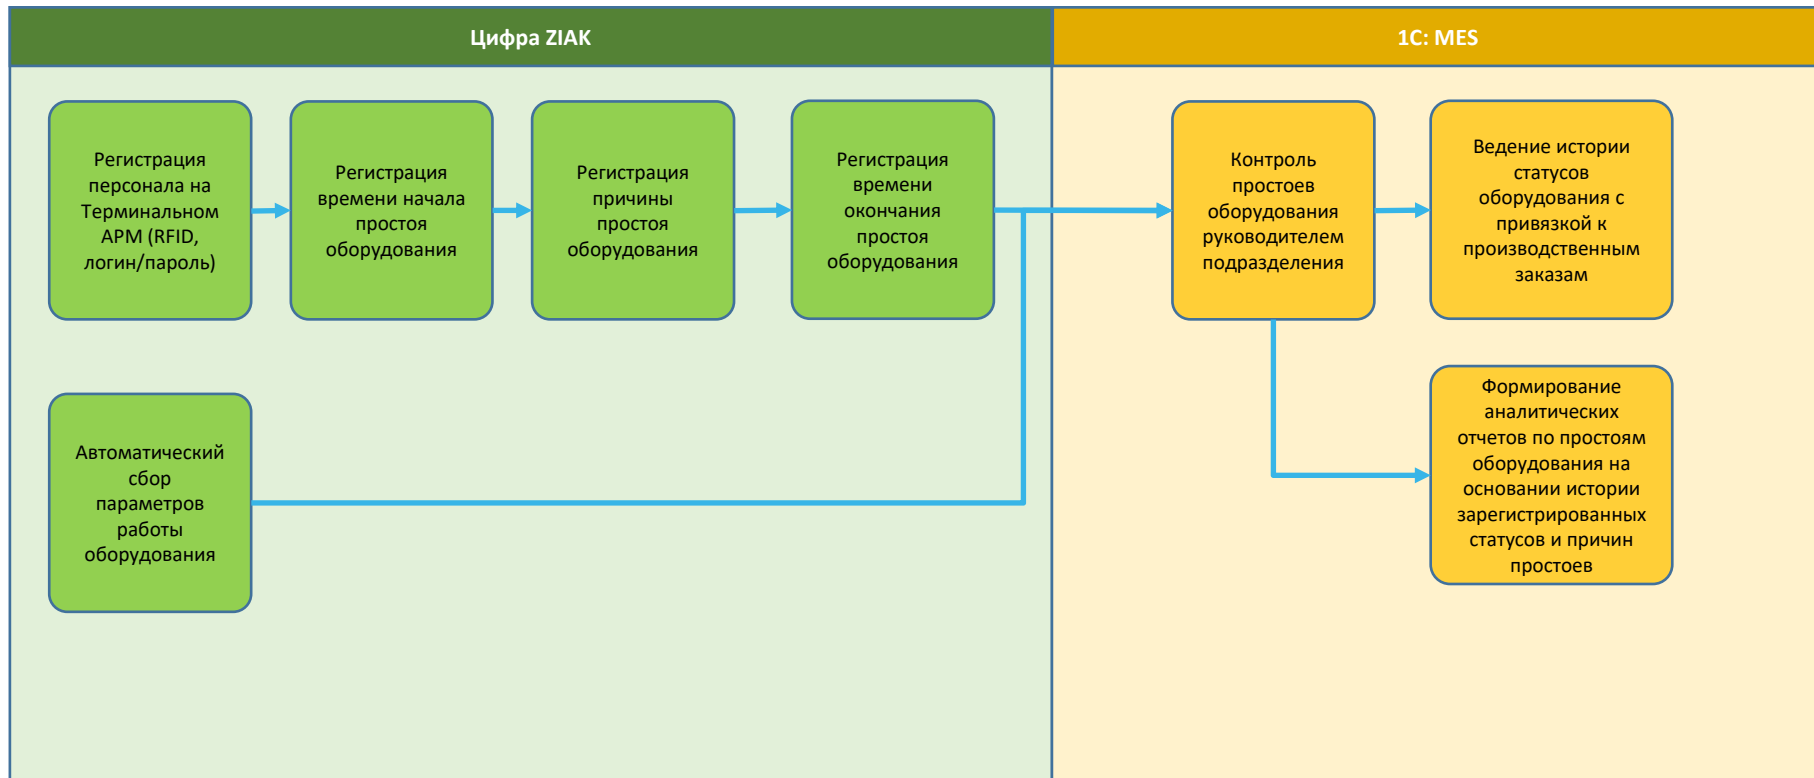 Цифра ZIAK
1С: MES
Регистрация
персонала на
Терминальном
АРМ (RFID,
логин/пароль)
Регистрация
времени начала
простоя
оборудования
Регистрация
причины
простоя
оборудования
Регистрация
времени
окончания
простоя
оборудования
Контроль
простоев
оборудования
руководителем
подразделения
Ведение истории
статусов
оборудования с
привязкой к
производственным
заказам
Автоматический
сбор
параметров
работы
оборудования
Формирование
аналитических
отчетов по простоям
оборудования на
основании истории
зарегистрированных
статусов и причин
простоев